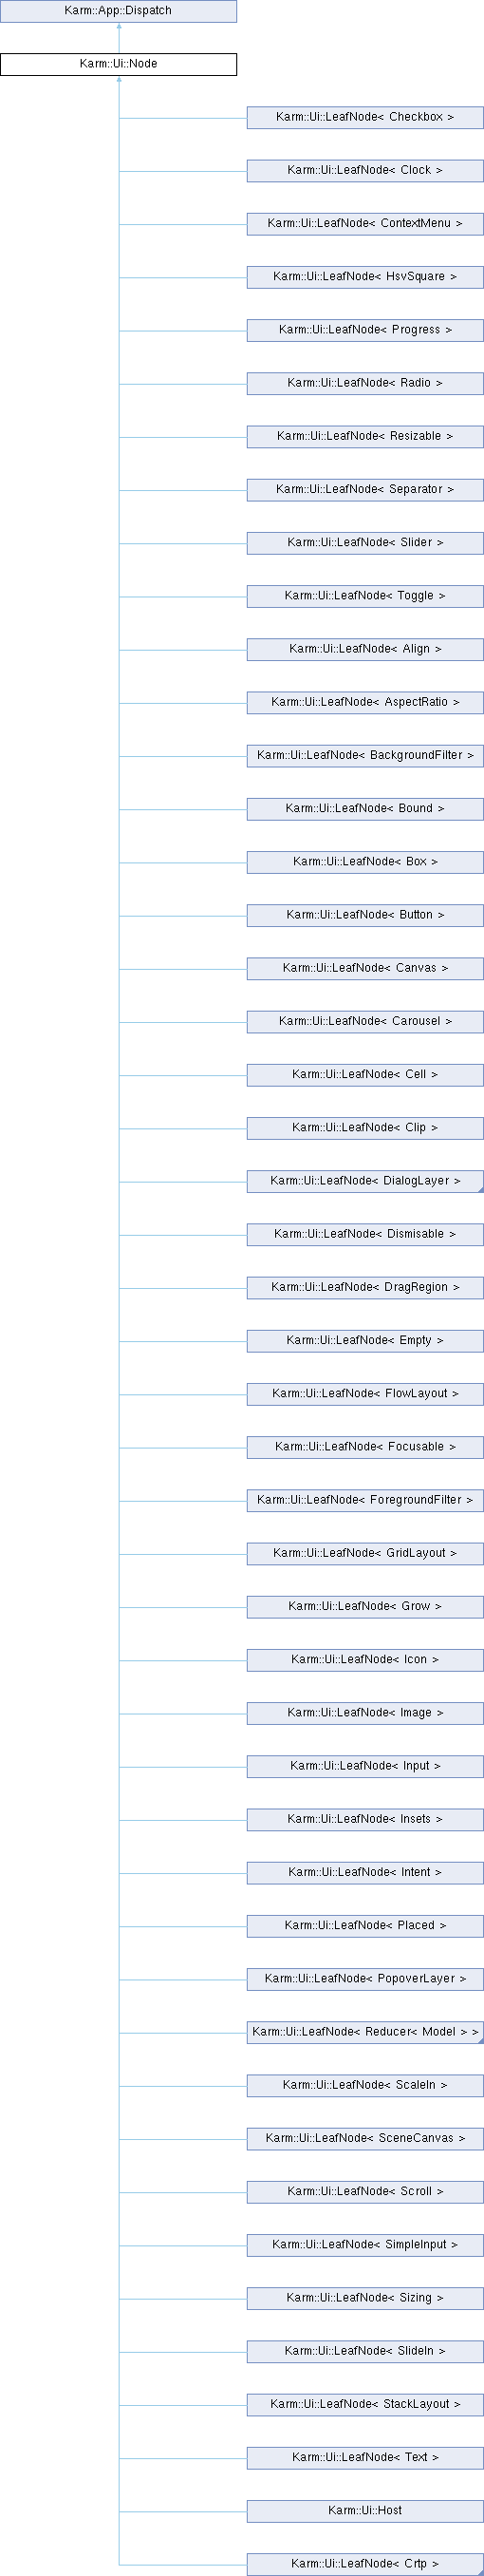 Karm::App::Dispatch
Karm::Ui::Node
Karm::Ui::LeafNode< Checkbox >
Karm::Ui::LeafNode< Clock >
Karm::Ui::LeafNode< ContextMenu >
Karm::Ui::LeafNode< HsvSquare >
Karm::Ui::LeafNode< Progress >
Karm::Ui::LeafNode< Radio >
Karm::Ui::LeafNode< Resizable >
Karm::Ui::LeafNode< Separator >
Karm::Ui::LeafNode< Slider >
Karm::Ui::LeafNode< Toggle >
Karm::Ui::LeafNode< Align >
Karm::Ui::LeafNode< AspectRatio >
Karm::Ui::LeafNode< BackgroundFilter >
Karm::Ui::LeafNode< Bound >
Karm::Ui::LeafNode< Box >
Karm::Ui::LeafNode< Button >
Karm::Ui::LeafNode< Canvas >
Karm::Ui::LeafNode< Carousel >
Karm::Ui::LeafNode< Cell >
Karm::Ui::LeafNode< Clip >
Karm::Ui::LeafNode< DialogLayer >
Karm::Ui::LeafNode< Dismisable >
Karm::Ui::LeafNode< DragRegion >
Karm::Ui::LeafNode< Empty >
Karm::Ui::LeafNode< FlowLayout >
Karm::Ui::LeafNode< Focusable >
Karm::Ui::LeafNode< ForegroundFilter >
Karm::Ui::LeafNode< GridLayout >
Karm::Ui::LeafNode< Grow >
Karm::Ui::LeafNode< Icon >
Karm::Ui::LeafNode< Image >
Karm::Ui::LeafNode< Input >
Karm::Ui::LeafNode< Insets >
Karm::Ui::LeafNode< Intent >
Karm::Ui::LeafNode< Placed >
Karm::Ui::LeafNode< PopoverLayer >
Karm::Ui::LeafNode< Reducer< Model > >
Karm::Ui::LeafNode< ScaleIn >
Karm::Ui::LeafNode< SceneCanvas >
Karm::Ui::LeafNode< Scroll >
Karm::Ui::LeafNode< SimpleInput >
Karm::Ui::LeafNode< Sizing >
Karm::Ui::LeafNode< SlideIn >
Karm::Ui::LeafNode< StackLayout >
Karm::Ui::LeafNode< Text >
Karm::Ui::Host
Karm::Ui::LeafNode< Crtp >